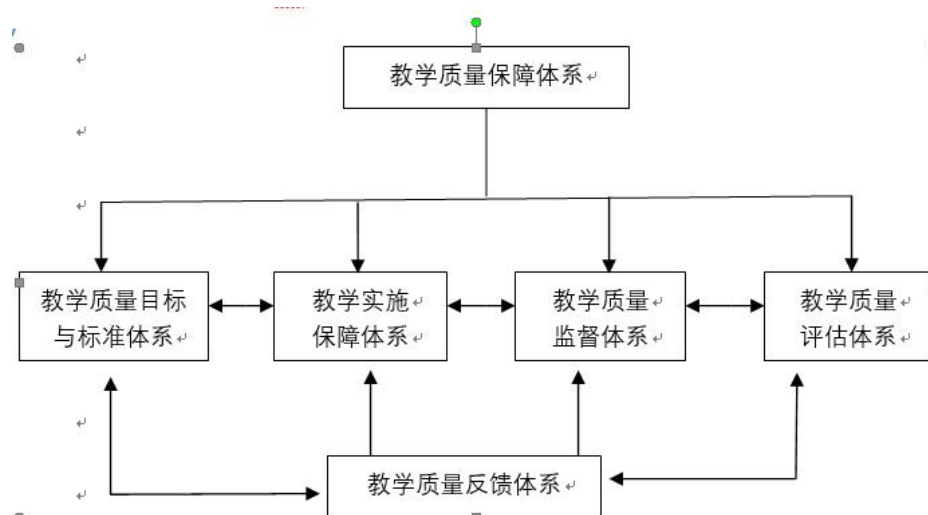 教学质量保障体系
教学质量目标
与标准体系
教学实施
保障体系
教学质量
监督体系
教学质量
评估体系
教学质量反馈体系